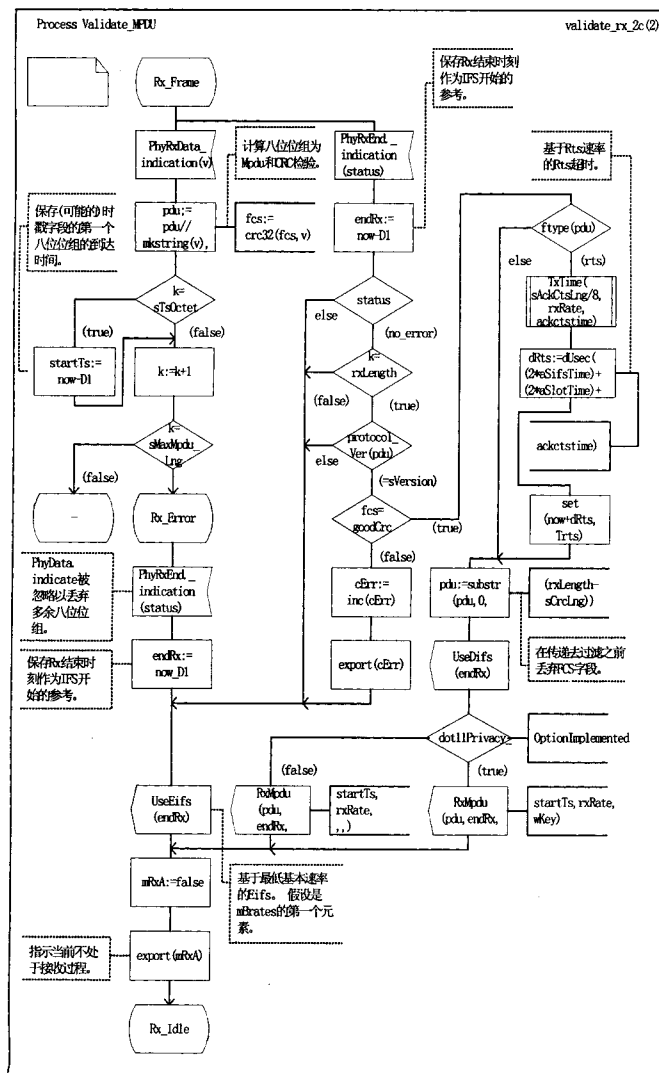 Process Validate_MPDU
validate_rx_2c(2)
Rx_Frame
保存Rx结束时刻
作为IFS开始的
参考。
PhyRxData_
indication(v)
计算八位位组为
Mpdu和CRC检验。
PhyRxEnd_
indication
(status)
基于Rts速率
的Rts超时。
保存(可能的)时
戳字段的第一个
八位位组的到达
时间。
pdu:=
pdu//
mkstring(v),
fcs:=
crc32(fcs,v)
endRx:=
now-D1
ftype(pdu)
else
(rts)
k=
sTsOctet
(true)
(false)
status
else
(no_error)
TxTime(
sAckCtsLng/8,
rxRate,
ackctstime)
startTs:=
now-D1
k:=k+1
k=
rxLength
(false)
(true)
dRts:=dUsec(
(2*aSifsTime)+
(2*aSlotTime)+
ackctstime)
k=
sMaxMpdu_
Lng
(false)
protocol_
Ver(pdu)
else
(=sVersion)
-
Rx_Error
fcs=
goodCrc
(true)
(false)
set
(now+dRts,
Trts)
PhyData.
indicate被
忽略以丢弃
多余八位位
组。
PhyRxEnd_
indication
(status)
cErr:=
inc(cErr)
pdu:=substr
(pdu,0,
(rxLength-
sCrcLng))
保存Rx结束时
刻作为IFS开
始的参考。
endRx:=
now_D1
export(cErr)
UseDifs
(endRx)
在传递去过滤之前
丢弃FCS字段。
dot11Privacy_
OptionImplemented
(false)
(true)
UseEifs
(endRx)
RxMpdu
(pdu,
endRx,
startTs,
rxRate,
,,)
RxMpdu
(pdu,endRx,
startTs,rxRate,
wKey)
mRxA:=false
基于最低基本速率
的Eifs。 假设是
mBrates的第一个元
素。
指示当前不处
于接收过程。
export(mRxA)
Rx_Idle